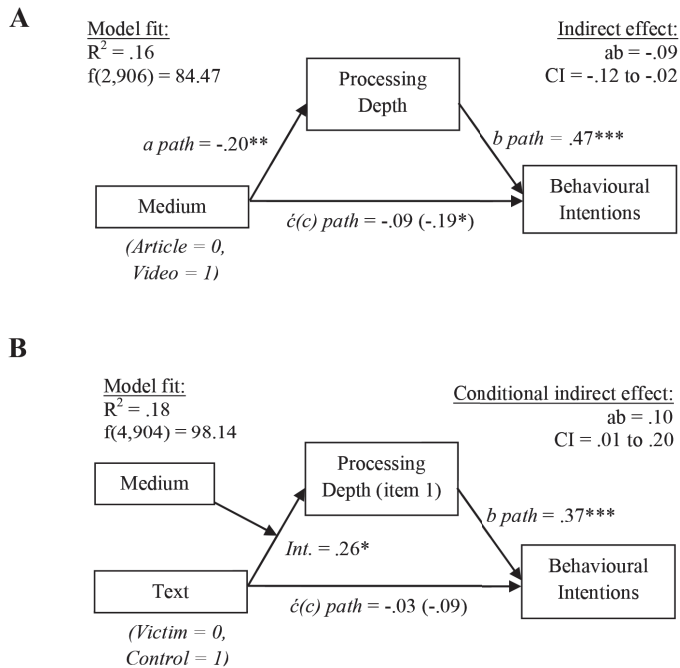 A
Model fit:
R² = .16
f(2,906) = 84.47
Indirect effect:
ab = -.09
CI = -.12 to -.02
Processing
Depth
a path = -.20**
b path = .47***
Medium
Behavioural
Intentions
ć(c) path = -.09 (-.19*)
(Article = 0,
Video = 1)
B
Model fit:
R² = .18
f(4,904) = 98.14
Conditional indirect effect:
ab = .10
CI = .01 to .20
Medium
Processing
Depth (item 1)
b path = .37***
Int. = .26*
Text
Behavioural
Intentions
ć(c) path = -.03 (-.09)
(Victim = 0,
Control = 1)